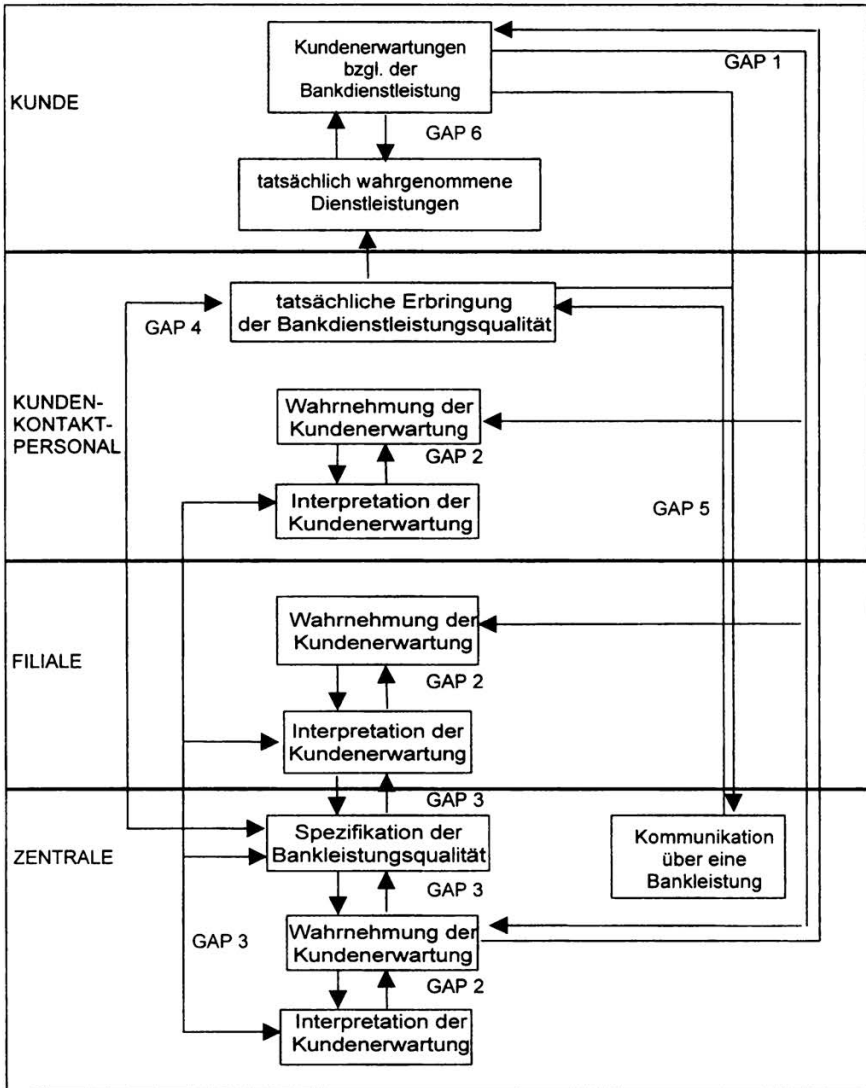 Kundenerwartungen
bzgl. der
Bankdienstleistung
GAP 1
KUNDE
GAP 6
tatsächlich wahrgenommene
Dienstleistungen
tatsächliche Erbringung
der Bankdienstleistungsqualität
GAP 4
KUNDEN-
KONTAKT-
PERSONAL
Wahrnehmung der
Kundenerwartung
GAP 2
Interpretation der
Kundenerwartung
GAP 5
Wahrnehmung der
Kundenerwartung
FILIALE
GAP 2
Interpretation der
Kundenerwartung
GAP 3
ZENTRALE
Spezifikation der
Bankleistungsqualität
Kommunikation
über eine
Bankleistung
GAP 3
Wahrnehmung der
Kundenerwartung
GAP 3
GAP 2
Interpretation der
Kundenerwartung